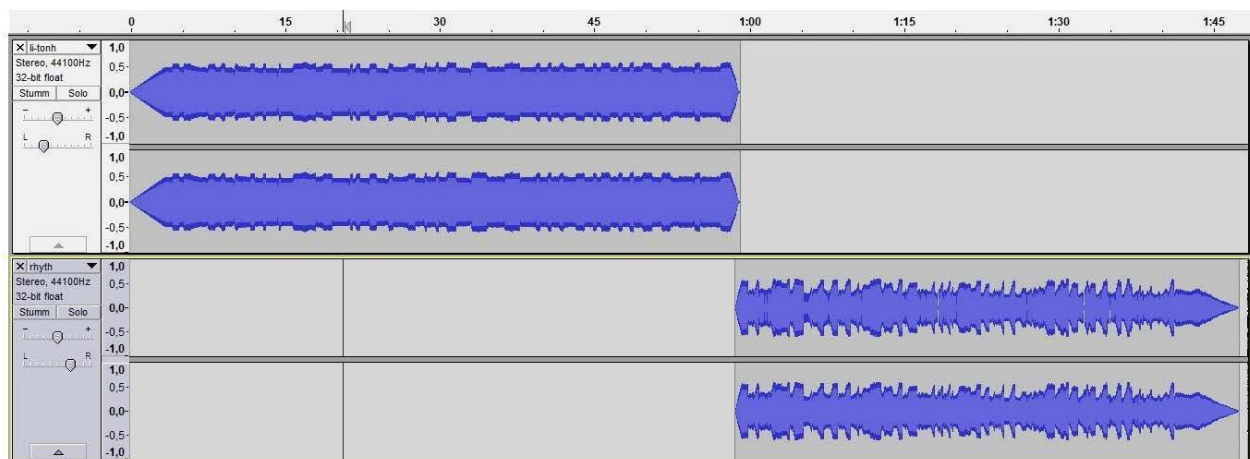 0 15 30 45 1:00 1:15 1:30 1:45
× li-tonh ▼ 1,0
Stereo, 44100Hz 0,5-
32-bit float
Stumm Solo 0,0-
- +
-0,5-
L R
-1,0
1,0
0,5-
0,0-
-0,5-
-1,0
× rhyth ▼ 1,0
Stereo, 44100Hz 0,5-
32-bit float
Stumm Solo 0,0-
- +
-0,5-
L R
-1,0
1,0
0,5-
0,0-
-0,5-
-1,0